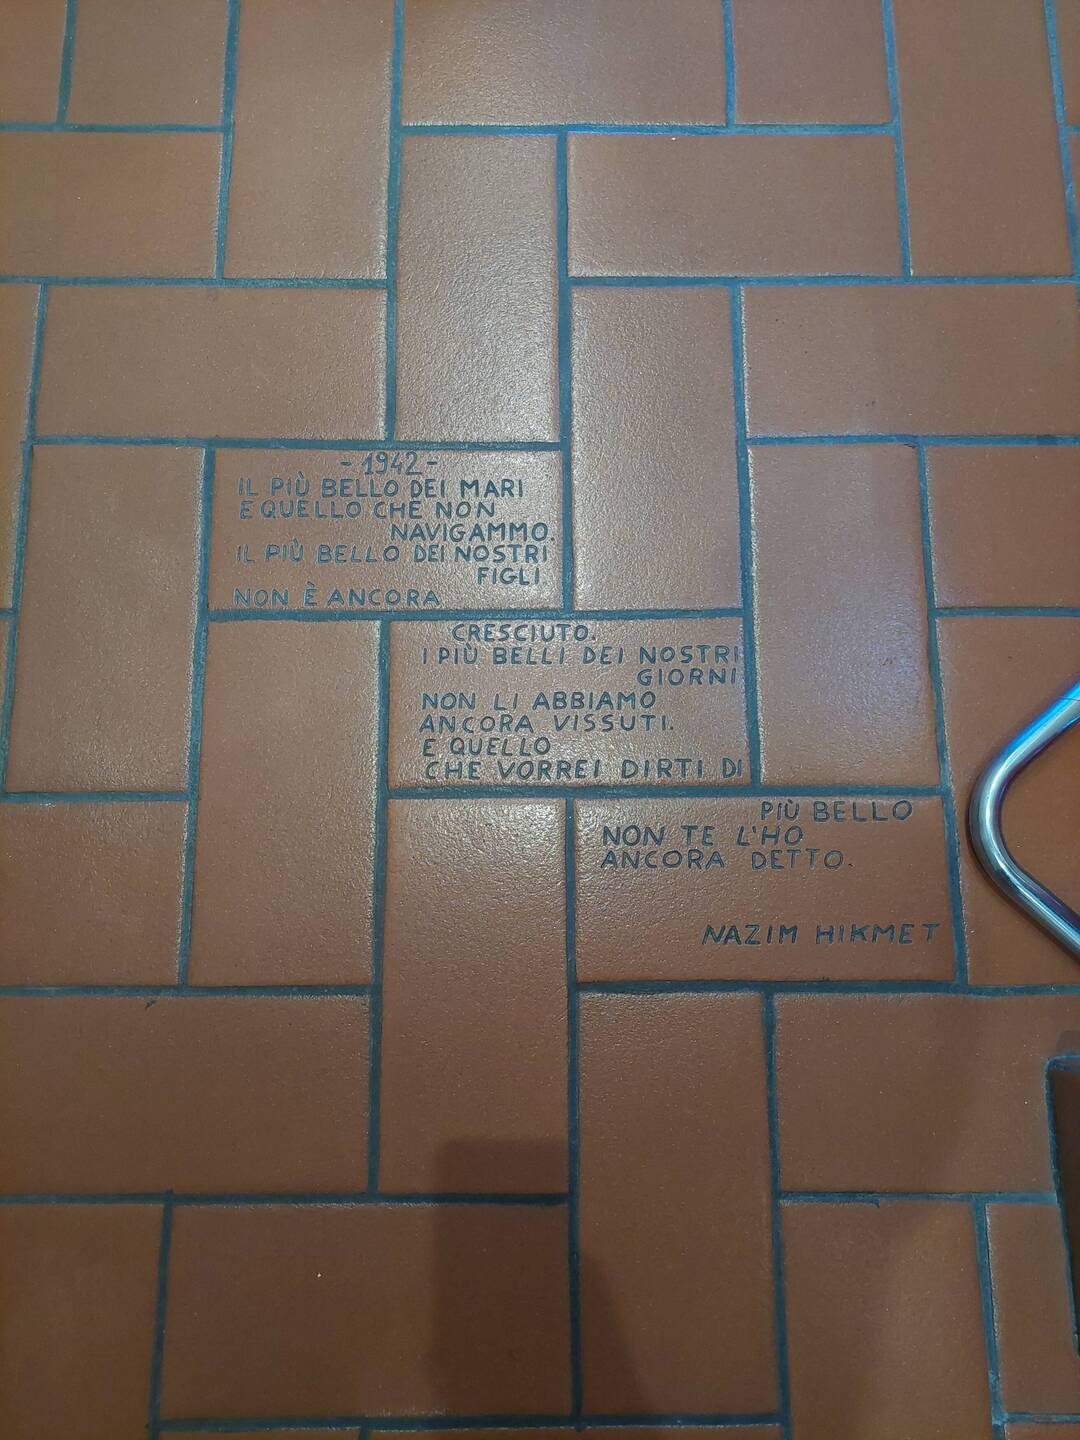 - 1942 -
IL PIÙ BELLO DEI MARI
E QUELLO CHE NON
NAVIGAMMO.
IL PIÙ BELLO DEI NOSTRI
FIGLI
NON È ANCORA
CRESCIUTO.
I PIÙ BELLI DEI NOSTRI
GIORNI
NON LI ABBIAMO
ANCORA VISSUTI.
E QUELLO
CHE VORREI DIRTI DI
PIÙ BELLO
NON TE L'HO
ANCORA DETTO.
NAZIM HIKMET